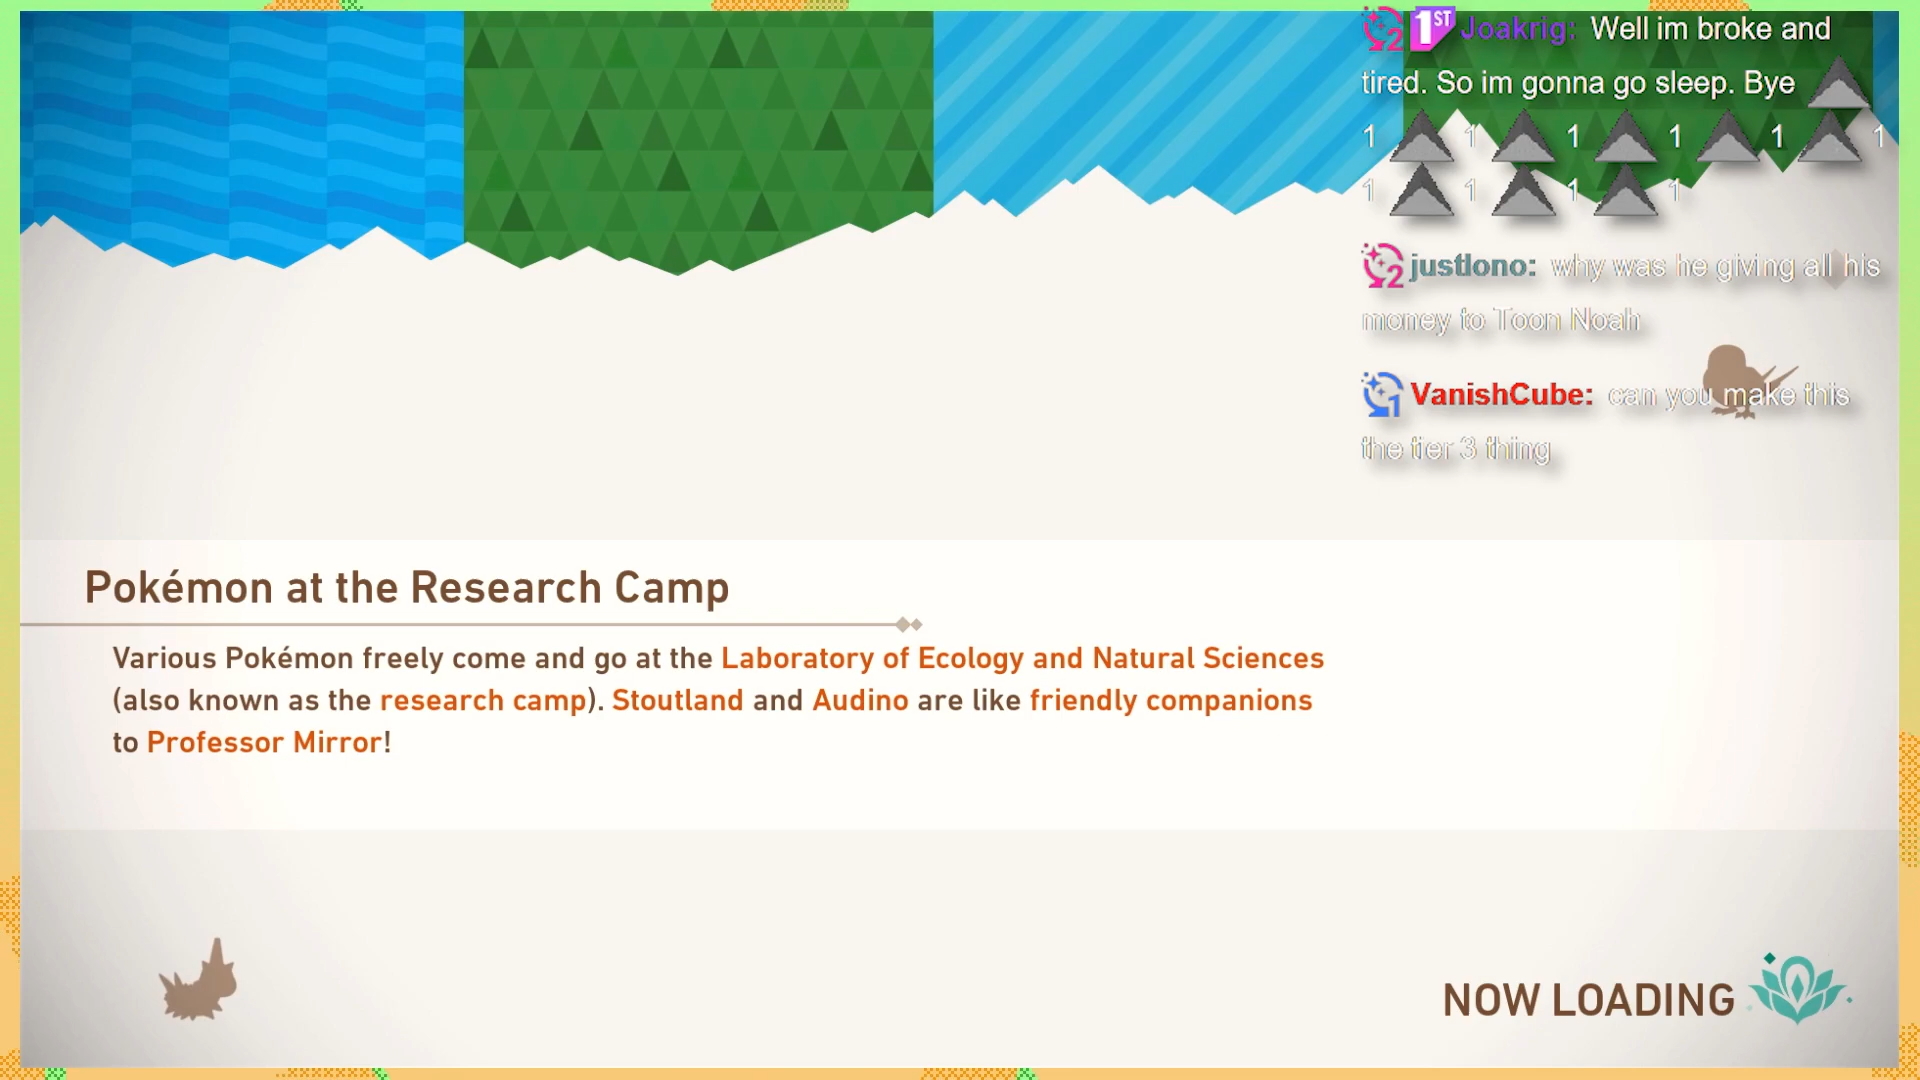 1ST Joakrig: Well im broke and
tired. So im gonna go sleep. Bye
1 1 1 1 1 1
1 1 1 1
2 justlono: why was he giving all his
money to Toon Noah
1 VanishCube: can you make this
the tier 3 thing
Pokémon at the Research Camp
Various Pokémon freely come and go at the Laboratory of Ecology and Natural Sciences
(also known as the research camp). Stoutland and Audino are like friendly companions
to Professor Mirror!
NOW LOADING